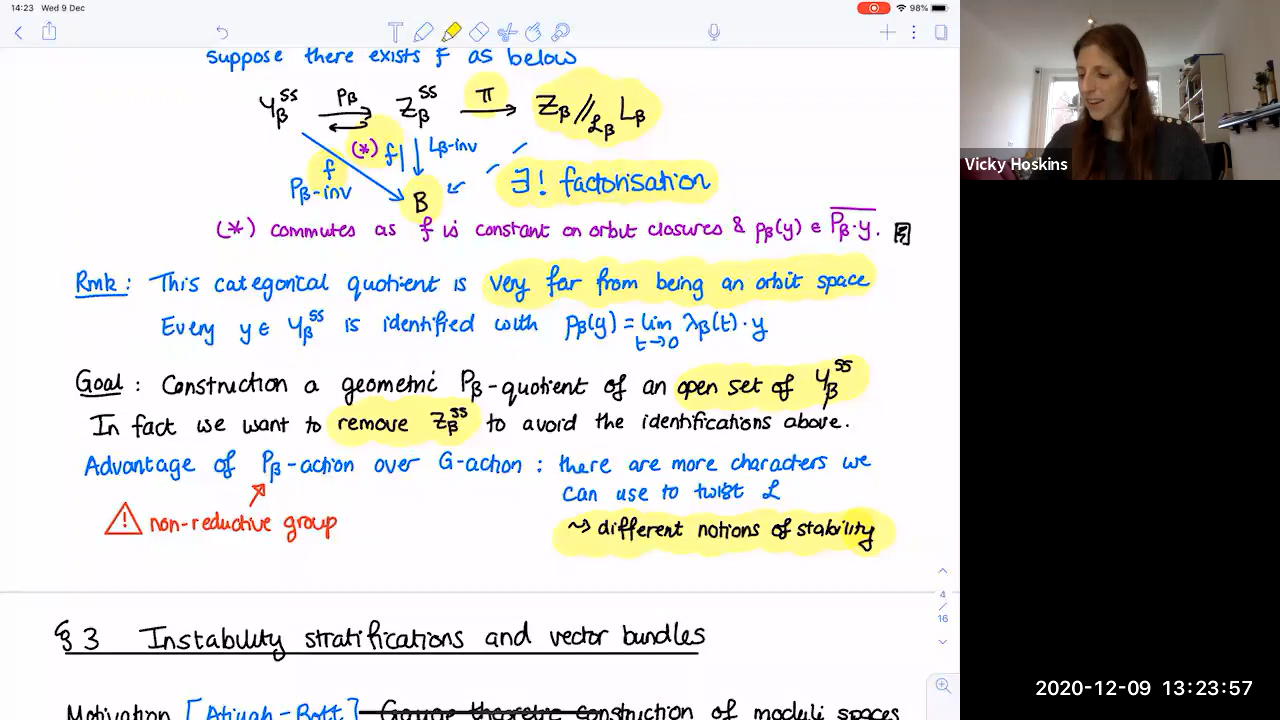 14:23 Wed 9 Dec
98%
suppose there exists f as below
Y_β^{SS} p_β Z_β^{SS} π Z_β //_{𝓛_β} L_β
(*) f| L_β-inv
f
P_β-inv
B
∃! factorisation
(*) commutes as f is constant on orbit closures & p_β(y) ∈ \overline{P_β·y}.
Rmk: This categorical quotient is very far from being an orbit space
Every y ∈ Y_β^{SS} is identified with p_β(y) = lim_{t→0} λ_β(t)·y
Goal: Construction a geometric P_β-quotient of an open set of Y_β^{SS}
In fact we want to remove Z_β^{SS} to avoid the identifications above.
Advantage of P_β-action over G-action: there are more characters we
can use to twist 𝓛
⚠ non-reductive group
⇝ different notions of stability
§3 Instability stratifications and vector bundles
Motivation [Atiyah-Bott] Gauge theoretic construction of moduli spaces
4
/
16
Vicky Hoskins
2020-12-09 13:23:57